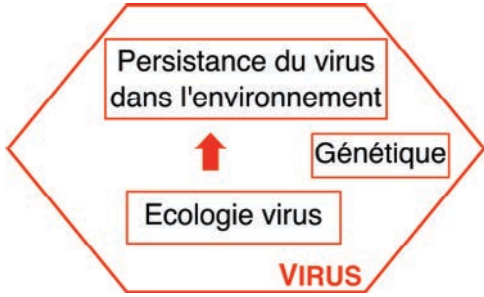 Persistance du virus
dans l'environnement
Génétique
Ecologie virus
VIRUS